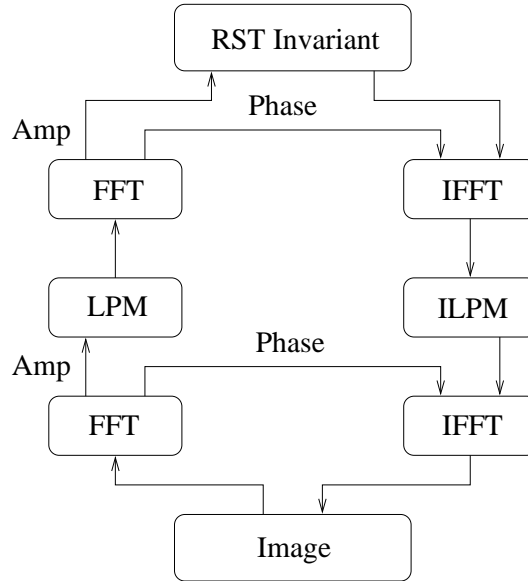 RST Invariant
Amp
Phase
FFT
IFFT
LPM
ILPM
Amp
Phase
FFT
IFFT
Image